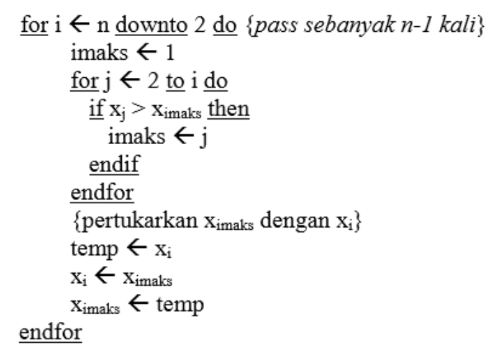 for i ← n downto 2 do {pass sebanyak n-1 kali}
imaks ← 1
for j ← 2 to i do
if xj > ximaks then
imaks ← j
endif
endfor
{pertukarkan ximaks dengan xi}
temp ← xi
xi ← ximaks
ximaks ← temp
endfor